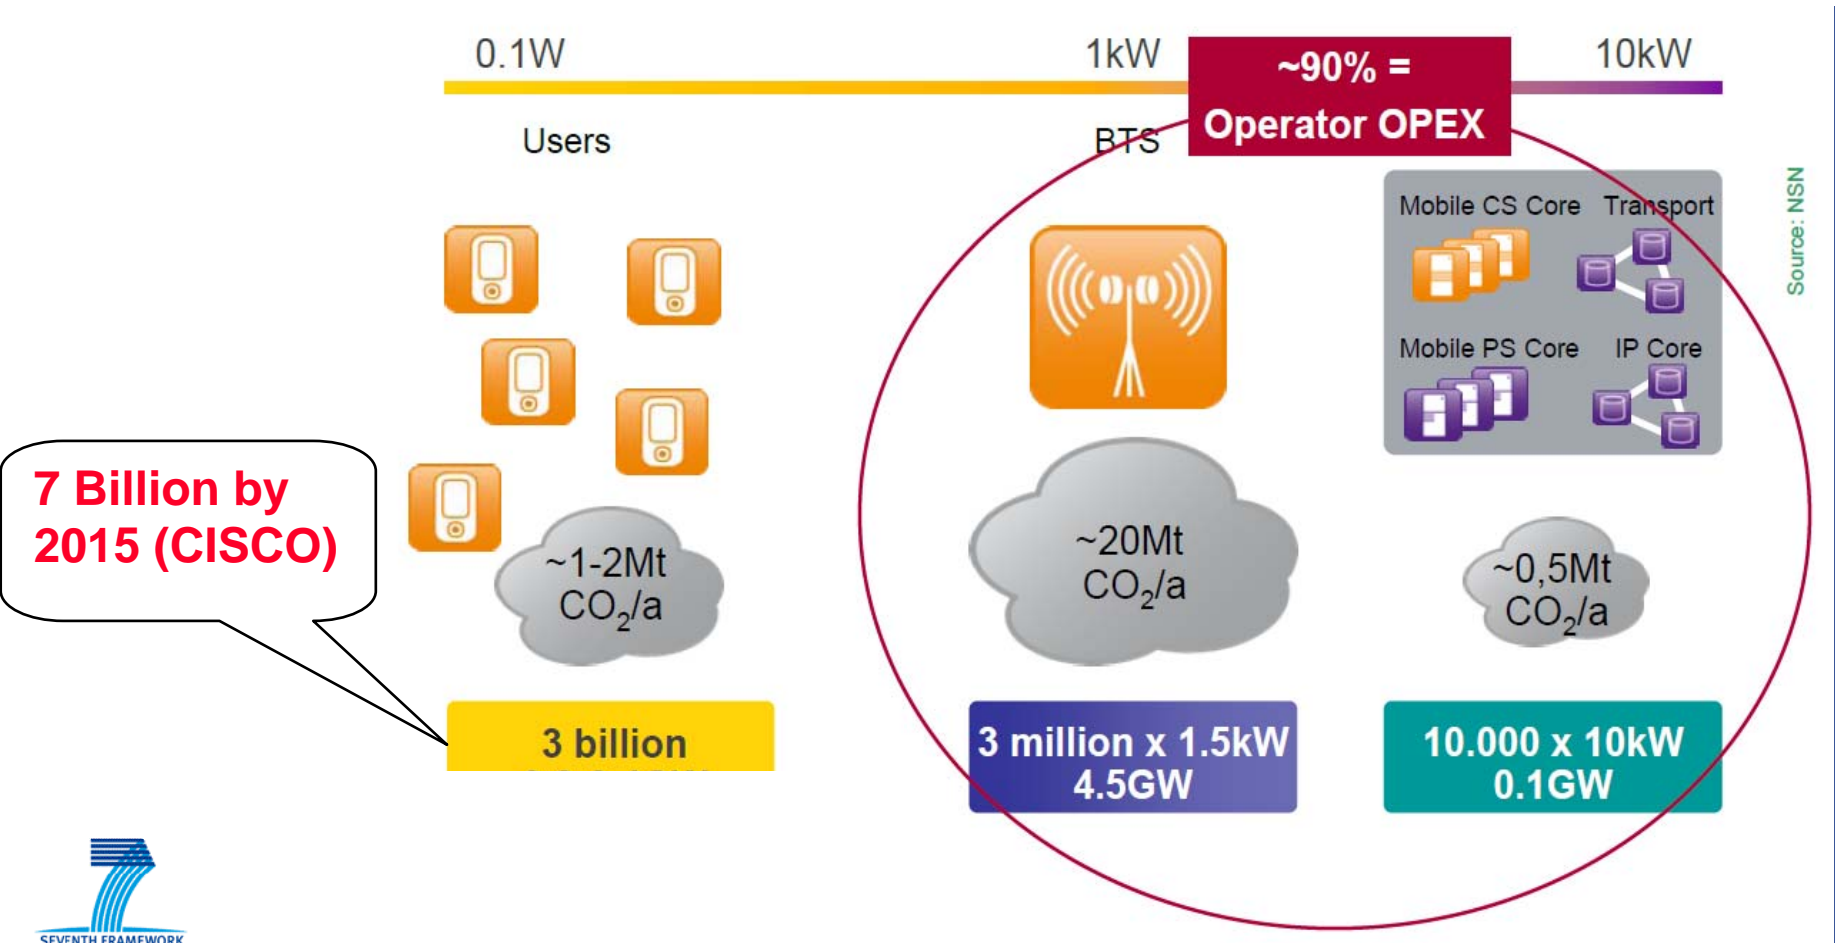 0.1W
1kW
~90% =
Operator OPEX
10kW
Users
BTS
Mobile CS Core
Transport
Mobile PS Core
IP Core
Source: NSN
7 Billion by
2015 (CISCO)
~1-2Mt
CO₂/a
~20Mt
CO₂/a
~0,5Mt
CO₂/a
3 billion
3 million x 1.5kW
4.5GW
10.000 x 10kW
0.1GW
SEVENTH FRAMEWORK